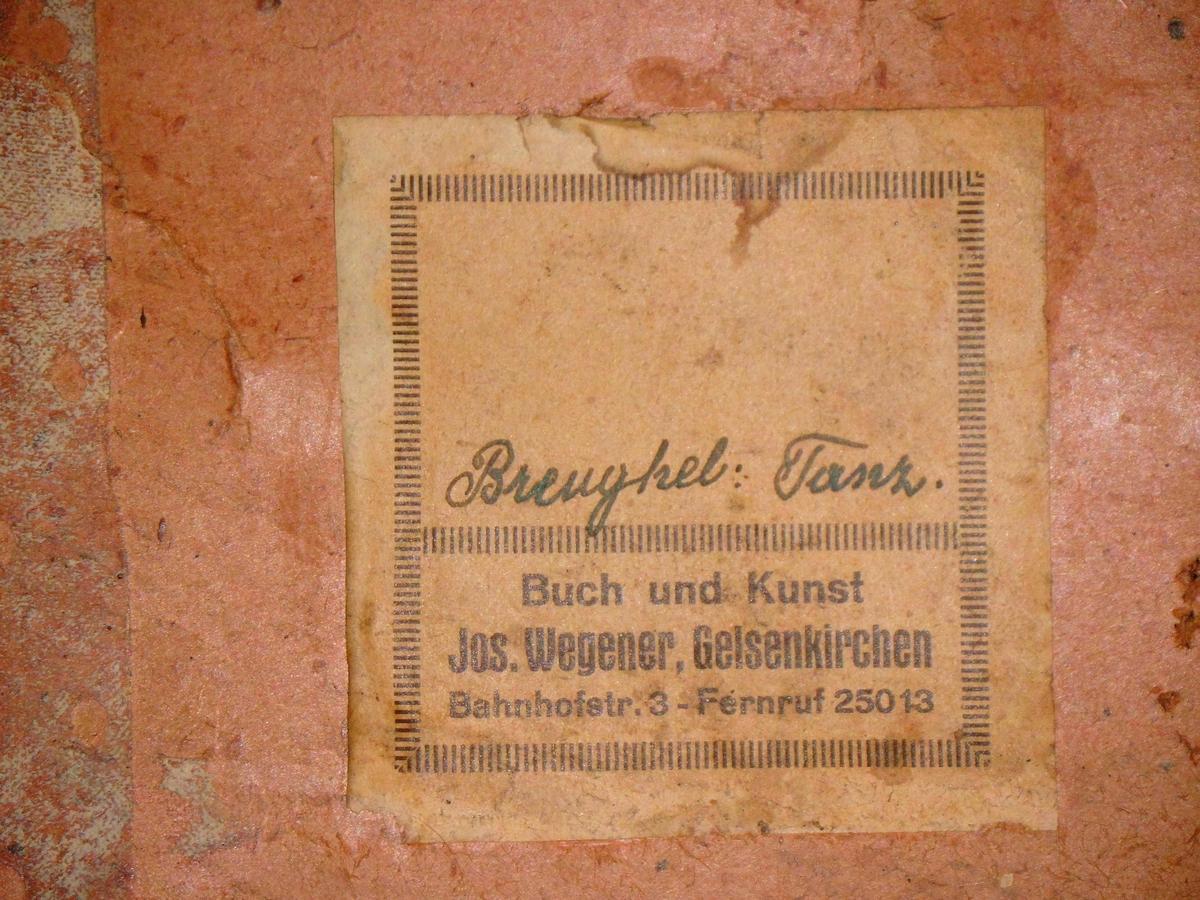 Breughel: Tanz.
Buch und Kunst
Jos. Wegener, Gelsenkirchen
Bahnhofstr. 3 - Fernruf 25013